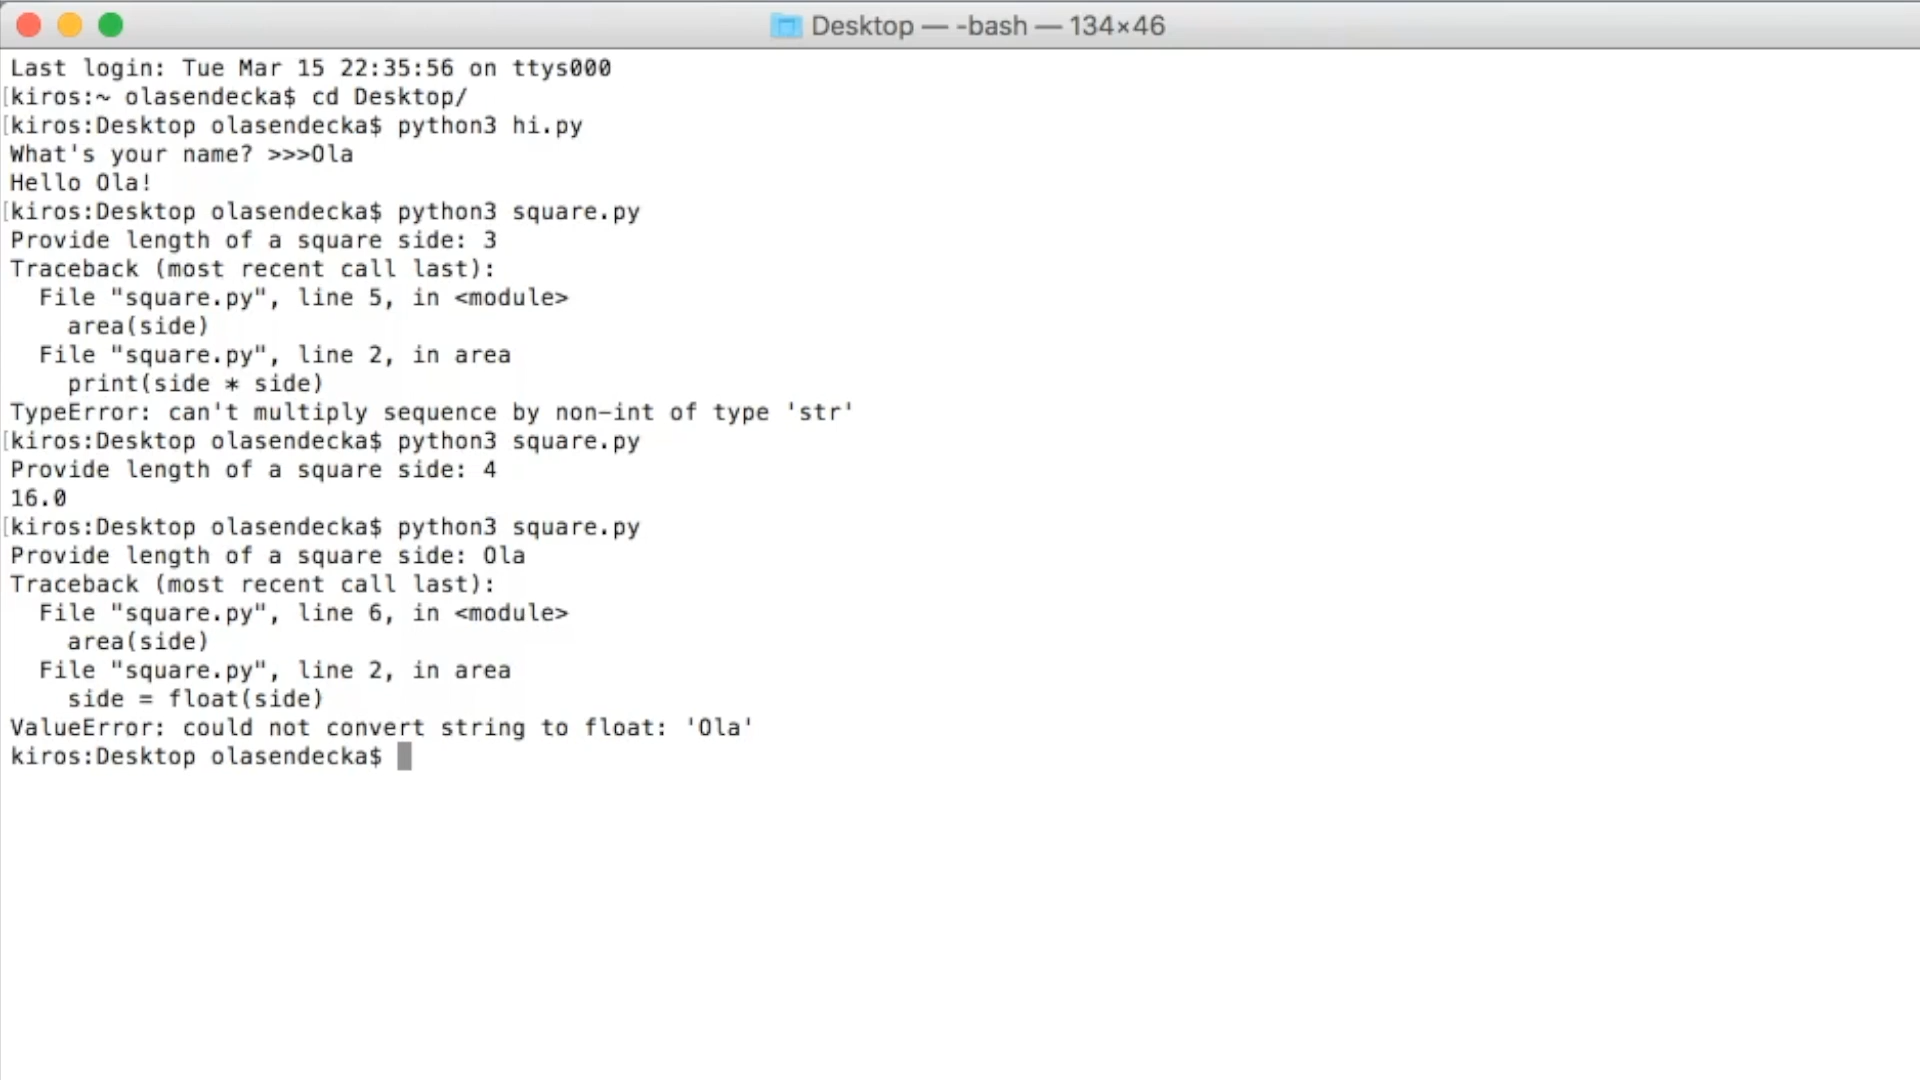 Desktop — -bash — 134×46
Last login: Tue Mar 15 22:35:56 on ttys000
[kiros:~ olasendecka$ cd Desktop/
[kiros:Desktop olasendecka$ python3 hi.py
What's your name? >>>Ola
Hello Ola!
[kiros:Desktop olasendecka$ python3 square.py
Provide length of a square side: 3
Traceback (most recent call last):
  File "square.py", line 5, in <module>
    area(side)
  File "square.py", line 2, in area
    print(side * side)
TypeError: can't multiply sequence by non-int of type 'str'
[kiros:Desktop olasendecka$ python3 square.py
Provide length of a square side: 4
16.0
[kiros:Desktop olasendecka$ python3 square.py
Provide length of a square side: Ola
Traceback (most recent call last):
  File "square.py", line 6, in <module>
    area(side)
  File "square.py", line 2, in area
    side = float(side)
ValueError: could not convert string to float: 'Ola'
kiros:Desktop olasendecka$